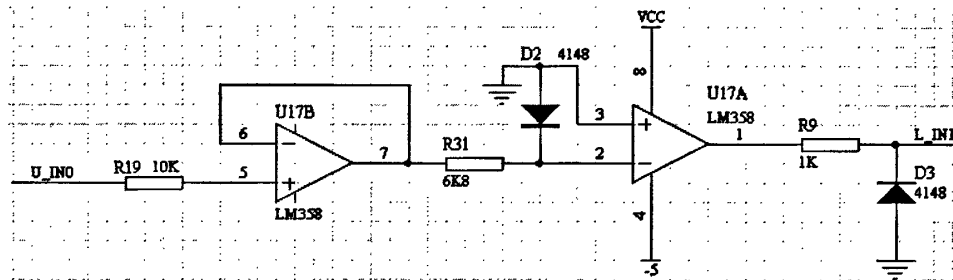 VCC
D2 4148
8
U17B
U17A
LM358
6
3
7
R31
2
1
R9
L_IN1
U_IN0
R19 10K
5
6K8
1K
D3
4148
LM358
4
-5